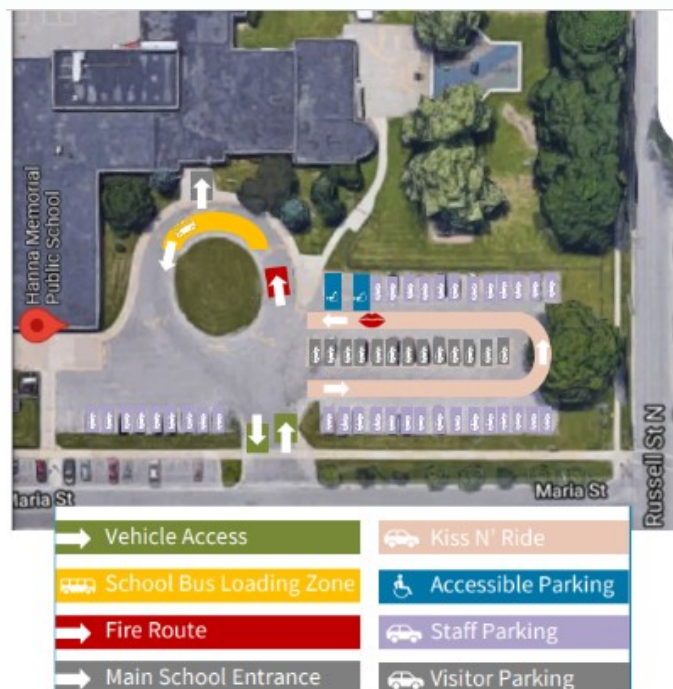 Hanna Memorial
Public School
Maria St
Maria St
Russell St N
Vehicle Access
School Bus Loading Zone
Fire Route
Main School Entrance
Kiss N' Ride
Accessible Parking
Staff Parking
Visitor Parking